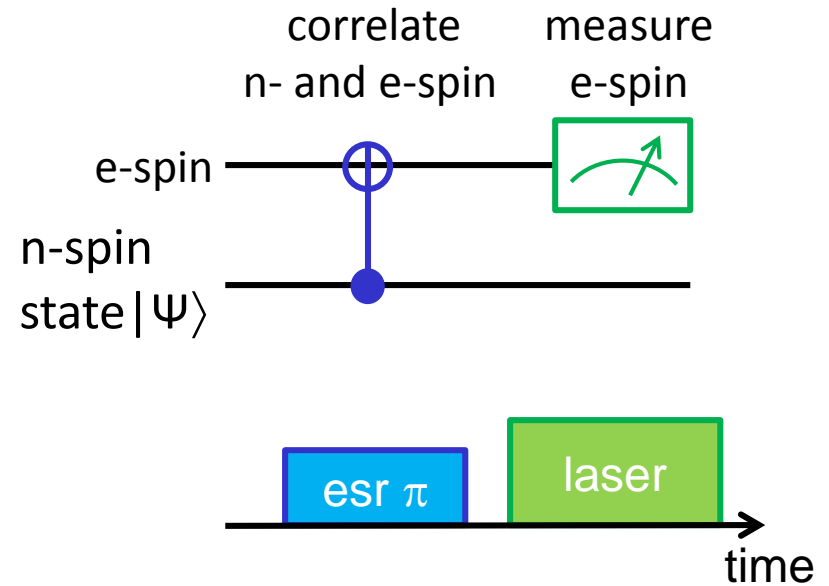 correlate
n- and e-spin
measure
e-spin
e-spin
n-spin
state|Ψ⟩
esr π
laser
time